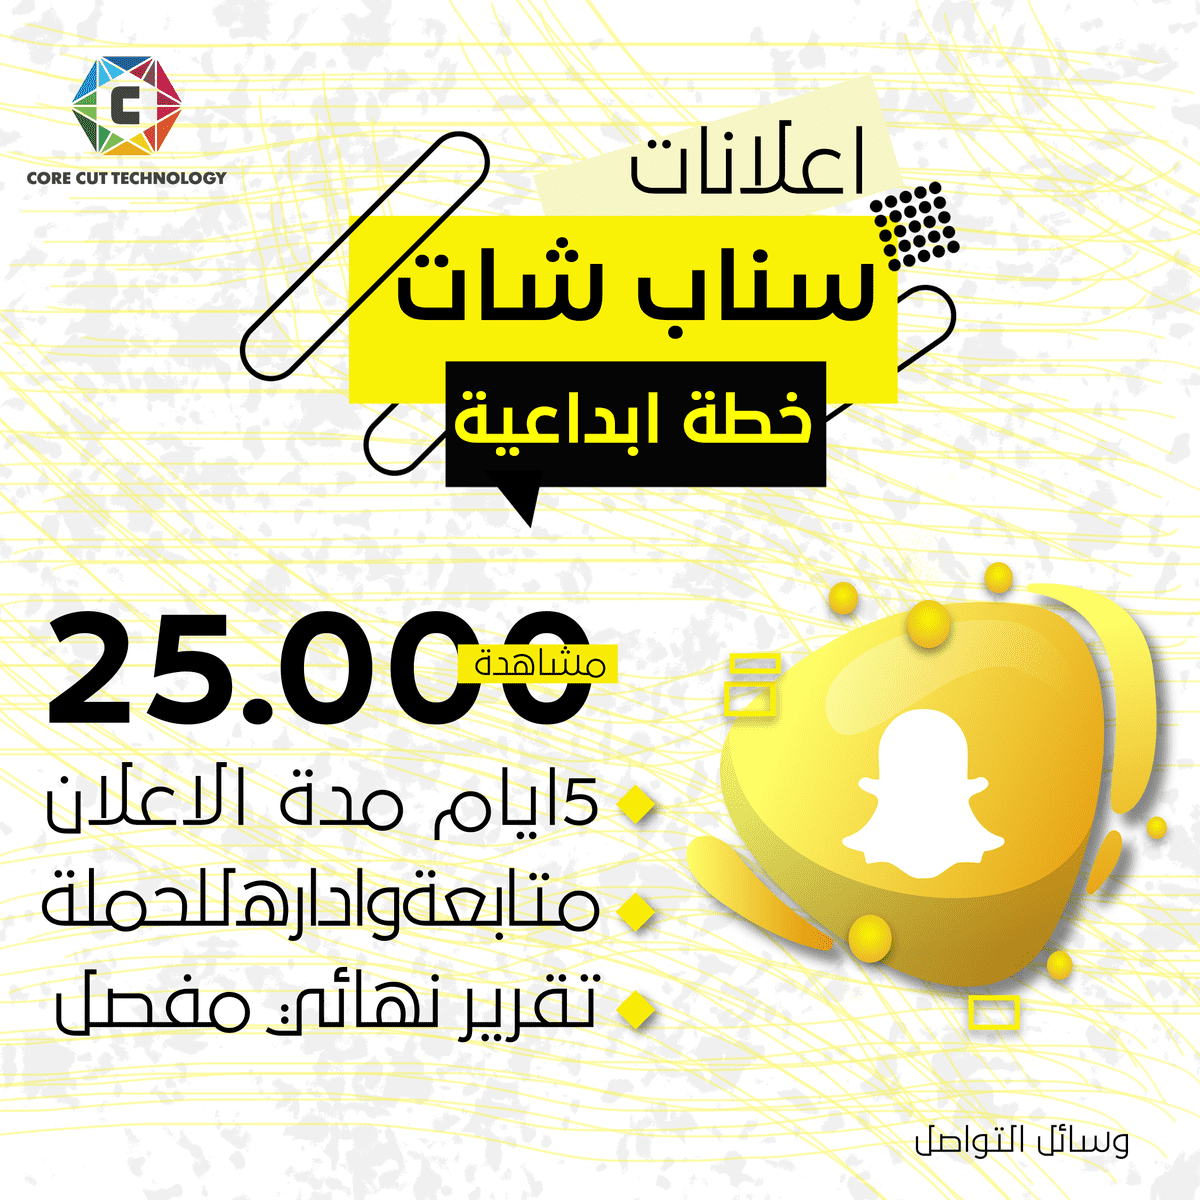 C
CORE CUT TECHNOLOGY
اعلانات
سناب شات
خطة ابداعية
25.000
مشاهدة
5ايام مدة الاعلان
متابعةوادارهللحملة
تقرير نهائي مفصل
وسائل التواصل